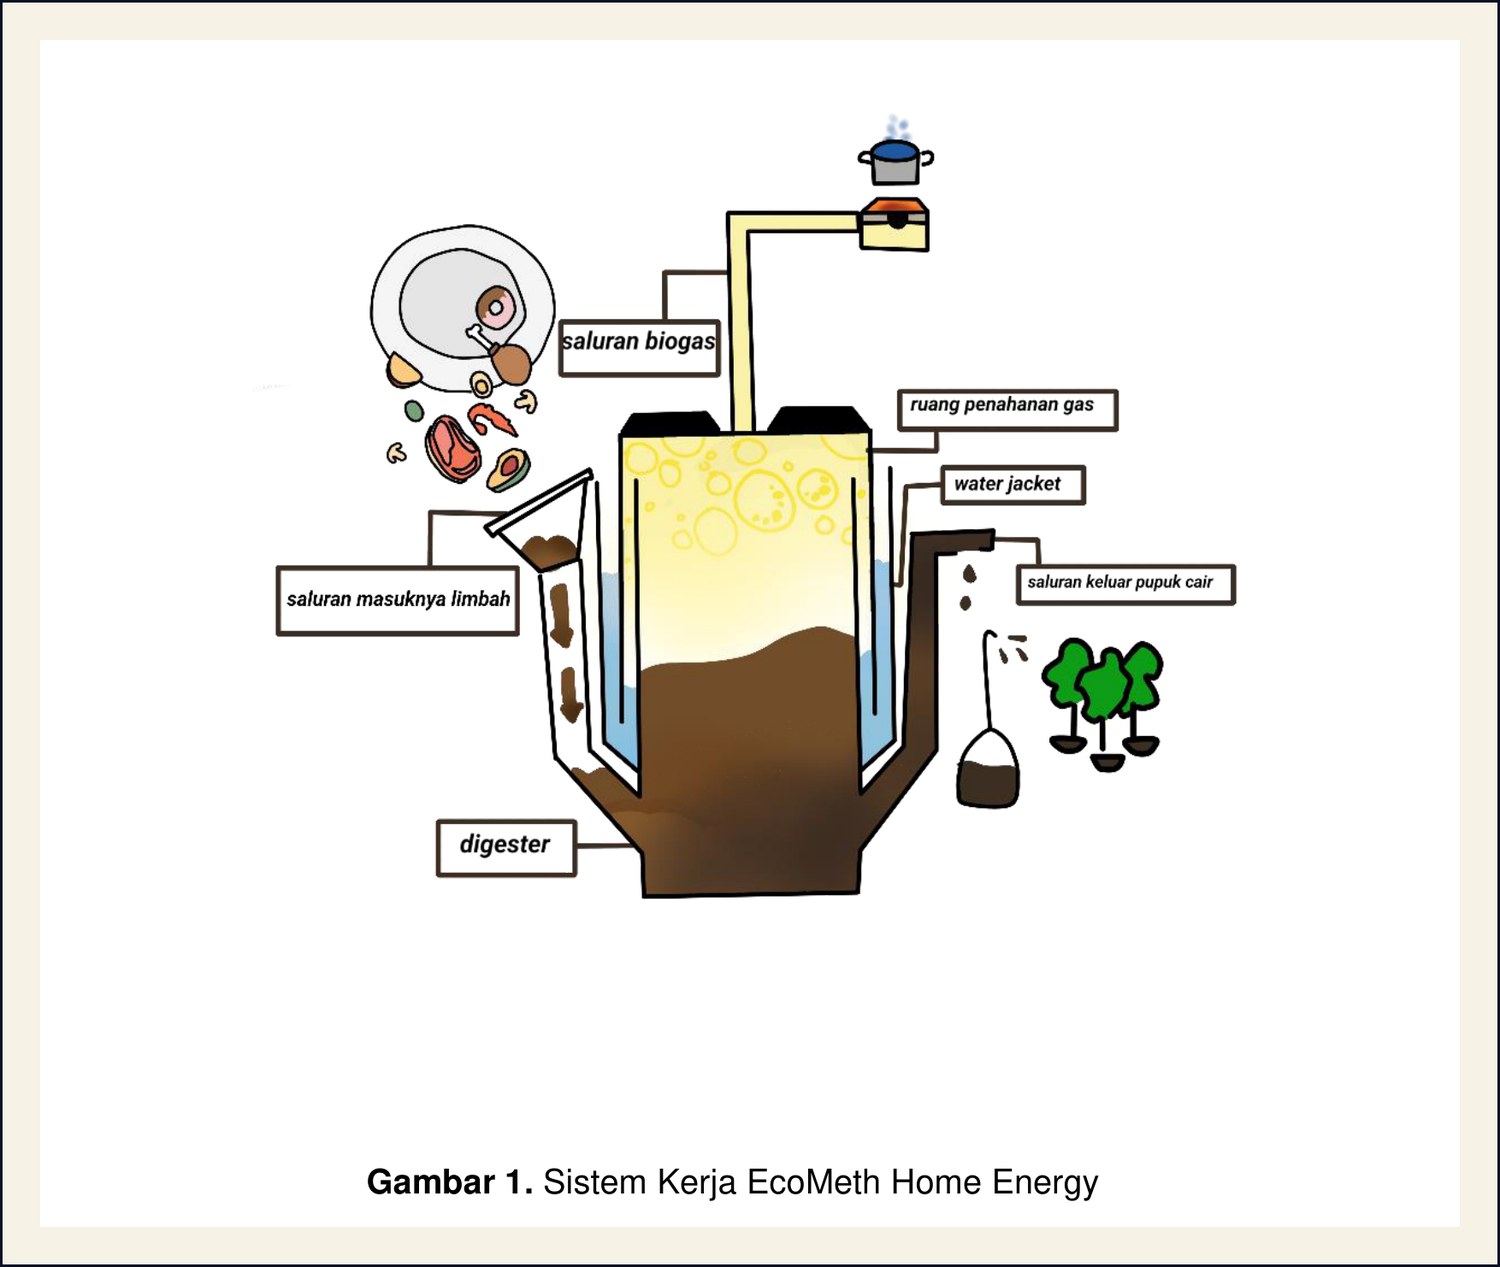 saluran biogas
ruang penahanan gas
water jacket
saluran keluar pupuk cair
saluran masuknya limbah
digester
Gambar 1. Sistem Kerja EcoMeth Home Energy